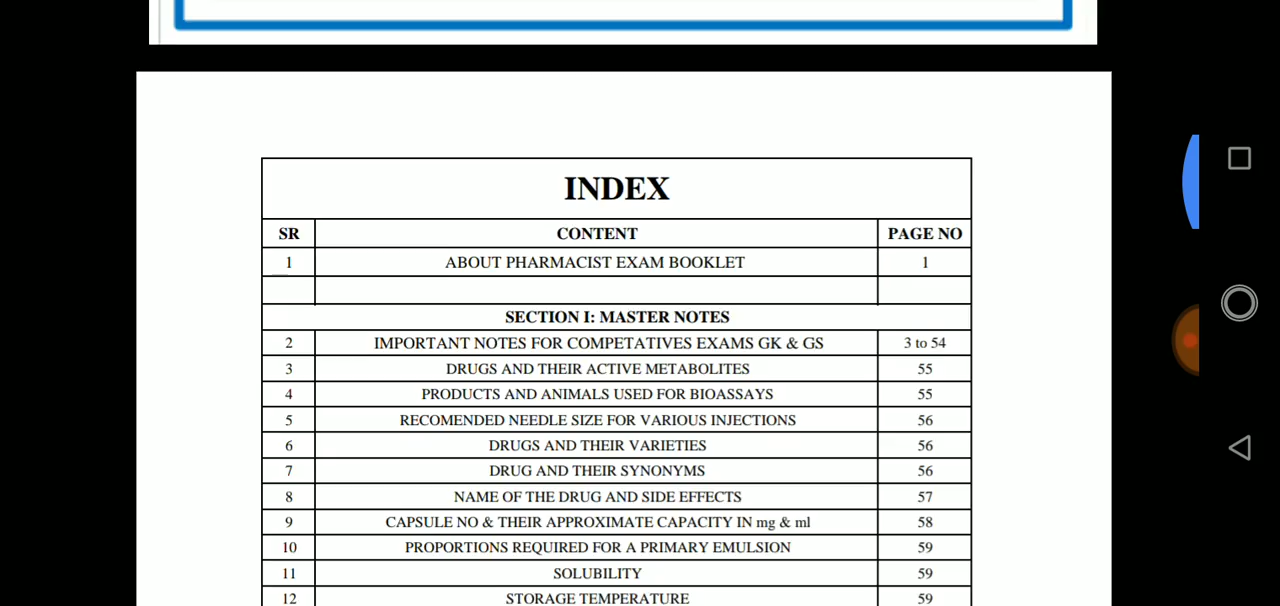 INDEX
SR CONTENT PAGE NO
1 ABOUT PHARMACIST EXAM BOOKLET 1
SECTION I: MASTER NOTES
2 IMPORTANT NOTES FOR COMPETATIVES EXAMS GK & GS 3 to 54
3 DRUGS AND THEIR ACTIVE METABOLITES 55
4 PRODUCTS AND ANIMALS USED FOR BIOASSAYS 55
5 RECOMENDED NEEDLE SIZE FOR VARIOUS INJECTIONS 56
6 DRUGS AND THEIR VARIETIES 56
7 DRUG AND THEIR SYNONYMS 56
8 NAME OF THE DRUG AND SIDE EFFECTS 57
9 CAPSULE NO & THEIR APPROXIMATE CAPACITY IN mg & ml 58
10 PROPORTIONS REQUIRED FOR A PRIMARY EMULSION 59
11 SOLUBILITY 59
12 STORAGE TEMPERATURE 59